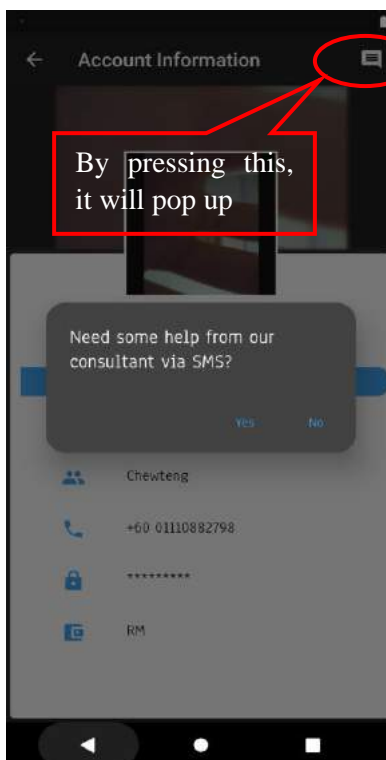 Account Information
By pressing this,
it will pop up
Need some help from our
consultant via SMS?
Yes No
Chewteng
+60 01110882798
*********
RM